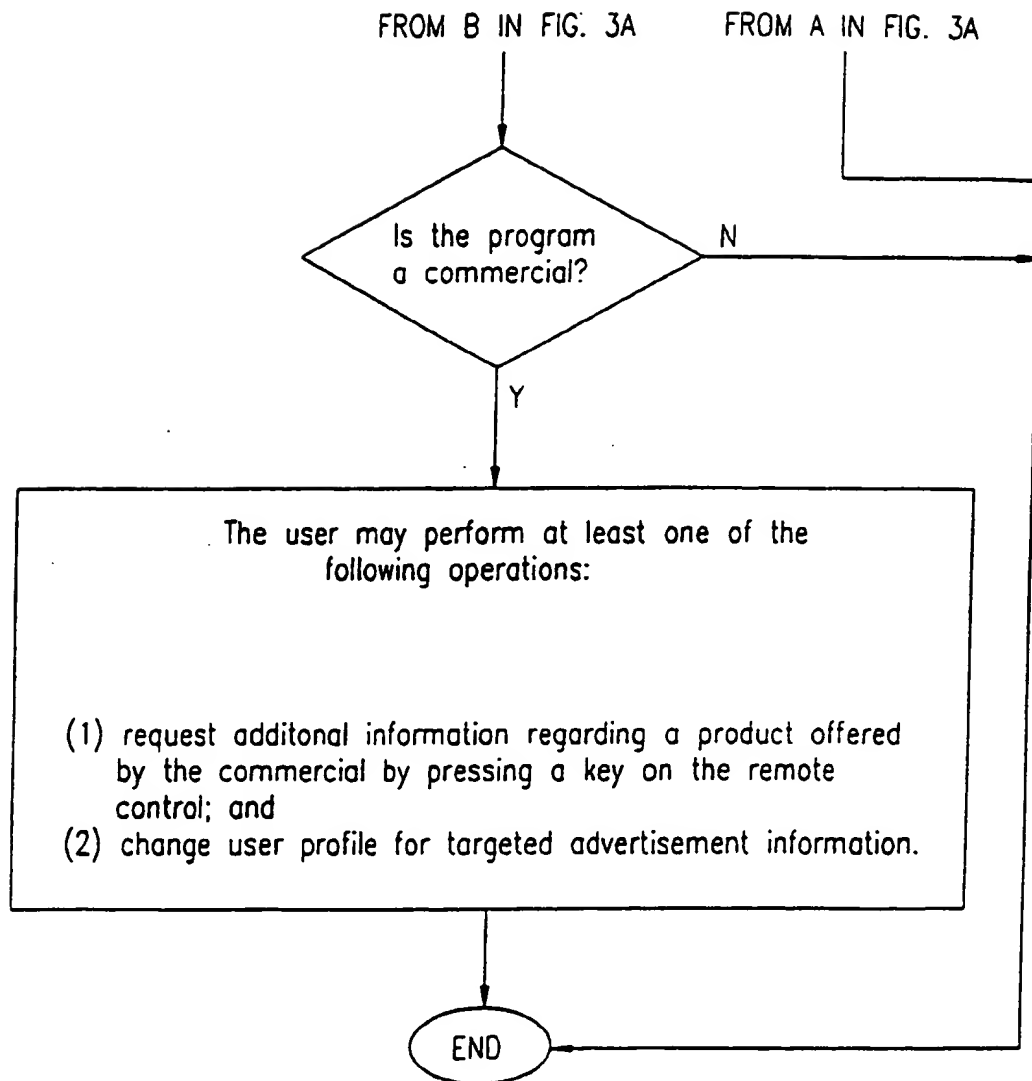 FROM B IN FIG. 3A
FROM A IN FIG. 3A
Is the program
a commercial?
N
Y
The user may perform at least one of the
following operations:
(1) request additonal information regarding a product offered
by the commercial by pressing a key on the remote
control; and
(2) change user profile for targeted advertisement information.
END